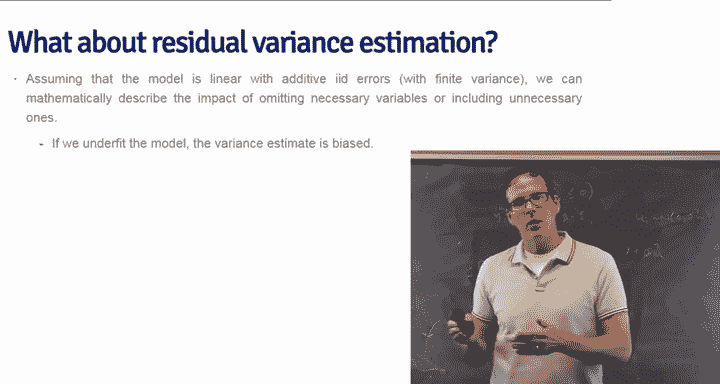 What about residual variance estimation?
· Assuming that the model is linear with additive iid errors (with finite variance), we can
mathematically describe the impact of omitting necessary variables or including unnecessary
ones.
- If we underfit the model, the variance estimate is biased.